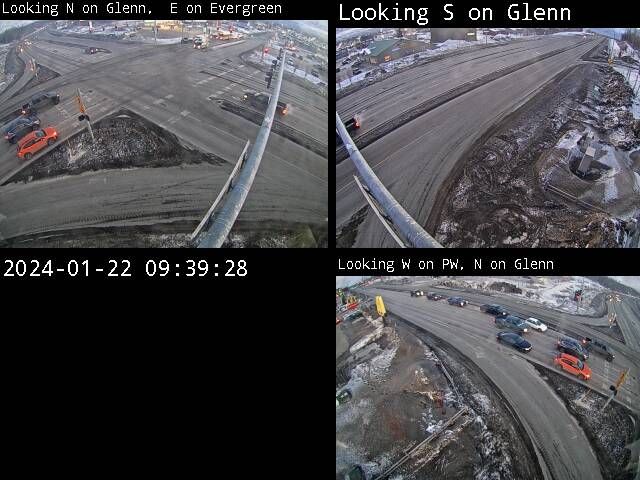 Looking N on Glenn,  E on Evergreen
Looking S on Glenn
2024-01-22 09:39:28
Looking W on PW, N on Glenn